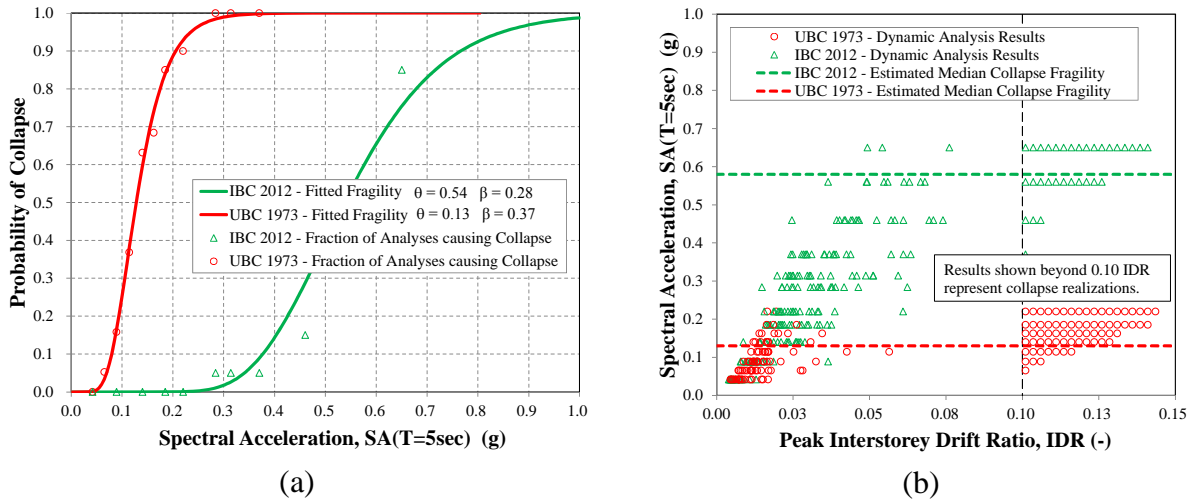 Probability of Collapse
1.0
0.9
0.8
0.7
0.6
0.5
0.4
0.3
0.2
0.1
0.0
IBC 2012 - Fitted Fragility θ = 0.54 β = 0.28
UBC 1973 - Fitted Fragility θ = 0.13 β = 0.37
IBC 2012 - Fraction of Analyses causing Collapse
UBC 1973 - Fraction of Analyses causing Collapse
0.0 0.1 0.2 0.3 0.4 0.5 0.6 0.7 0.8 0.9 1.0
Spectral Acceleration, SA(T=5sec) (g)
(a)
Spectral Acceleration, SA(T=5sec) (g)
1.0
0.9
0.8
0.7
0.6
0.5
0.4
0.3
0.2
0.1
0.0
UBC 1973 - Dynamic Analysis Results
IBC 2012 - Dynamic Analysis Results
IBC 2012 - Estimated Median Collapse Fragility
UBC 1973 - Estimated Median Collapse Fragility
Results shown beyond 0.10 IDR
represent collapse realizations.
0.00 0.03 0.05 0.08 0.10 0.13 0.15
Peak Interstorey Drift Ratio, IDR (-)
(b)